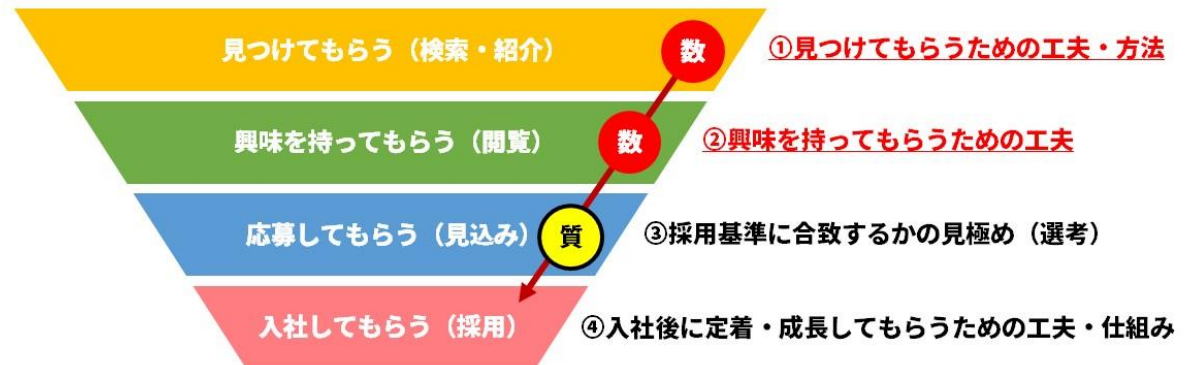 見つけてもらう（検索・紹介）
数
①見つけてもらうための工夫・方法
興味を持ってもらう（閲覧）
数
②興味を持ってもらうための工夫
応募してもらう（見込み）
質
③採用基準に合致するかの見極め（選考）
入社してもらう（採用）
④入社後に定着・成長してもらうための工夫・仕組み